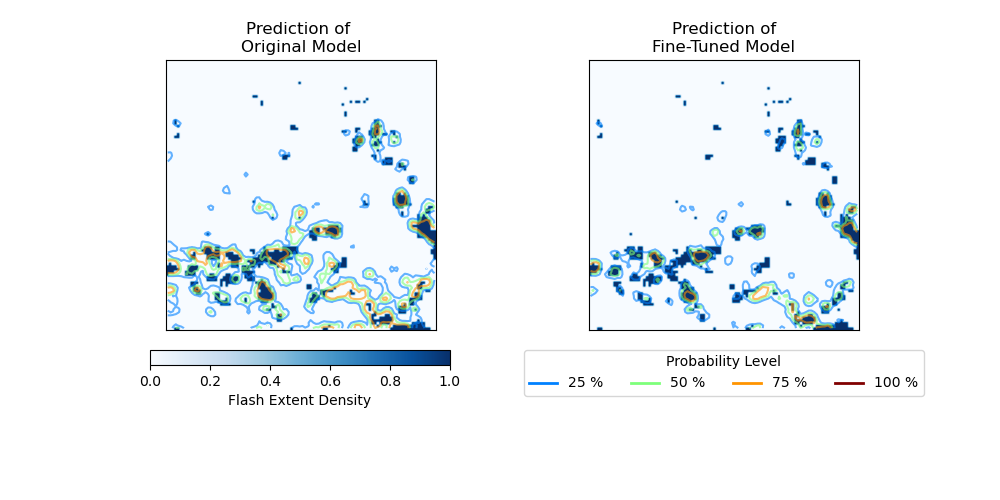 Prediction of
Original Model
Prediction of
Fine-Tuned Model
0.0 0.2 0.4 0.6 0.8 1.0
Flash Extent Density
Probability Level
25 % 50 % 75 % 100 %